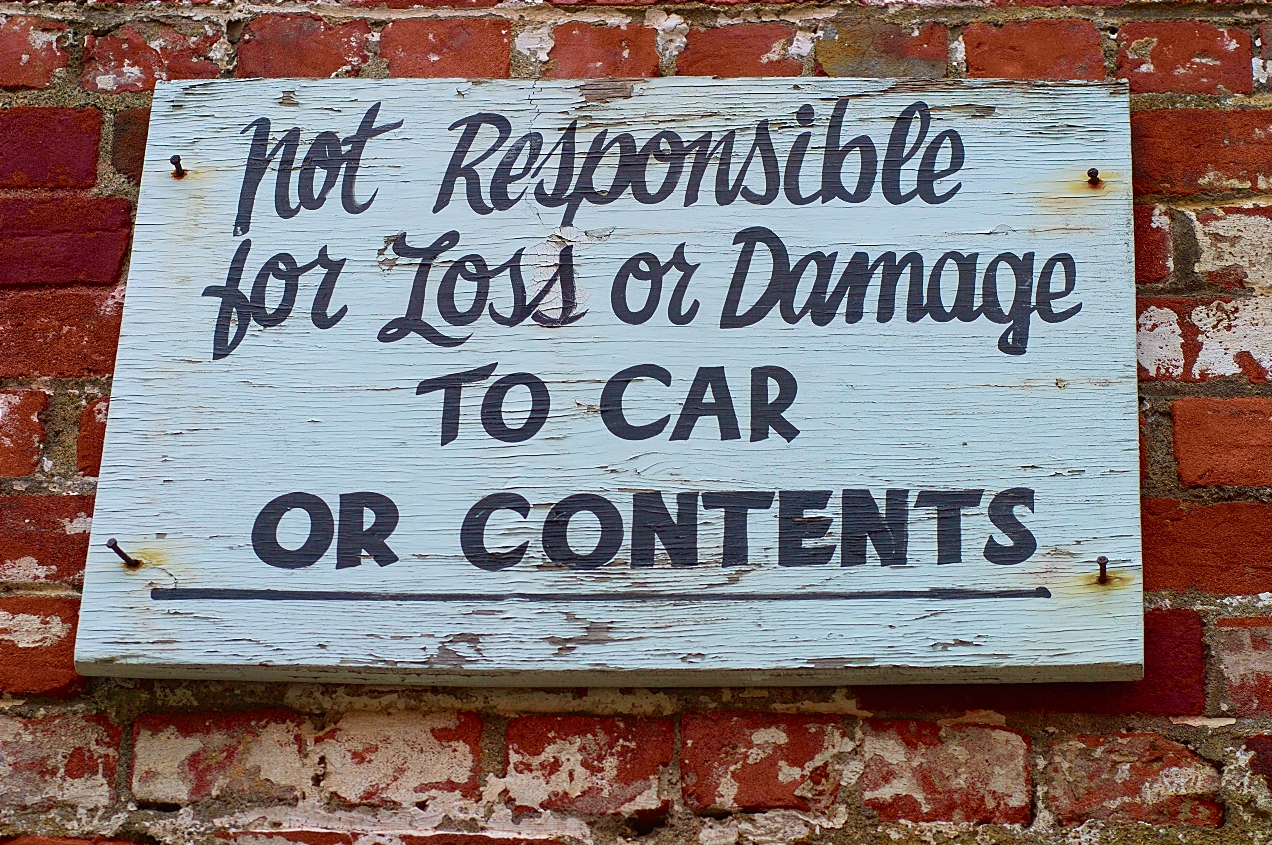 Not Responsible
for Loss or Damage
TO CAR
OR CONTENTS